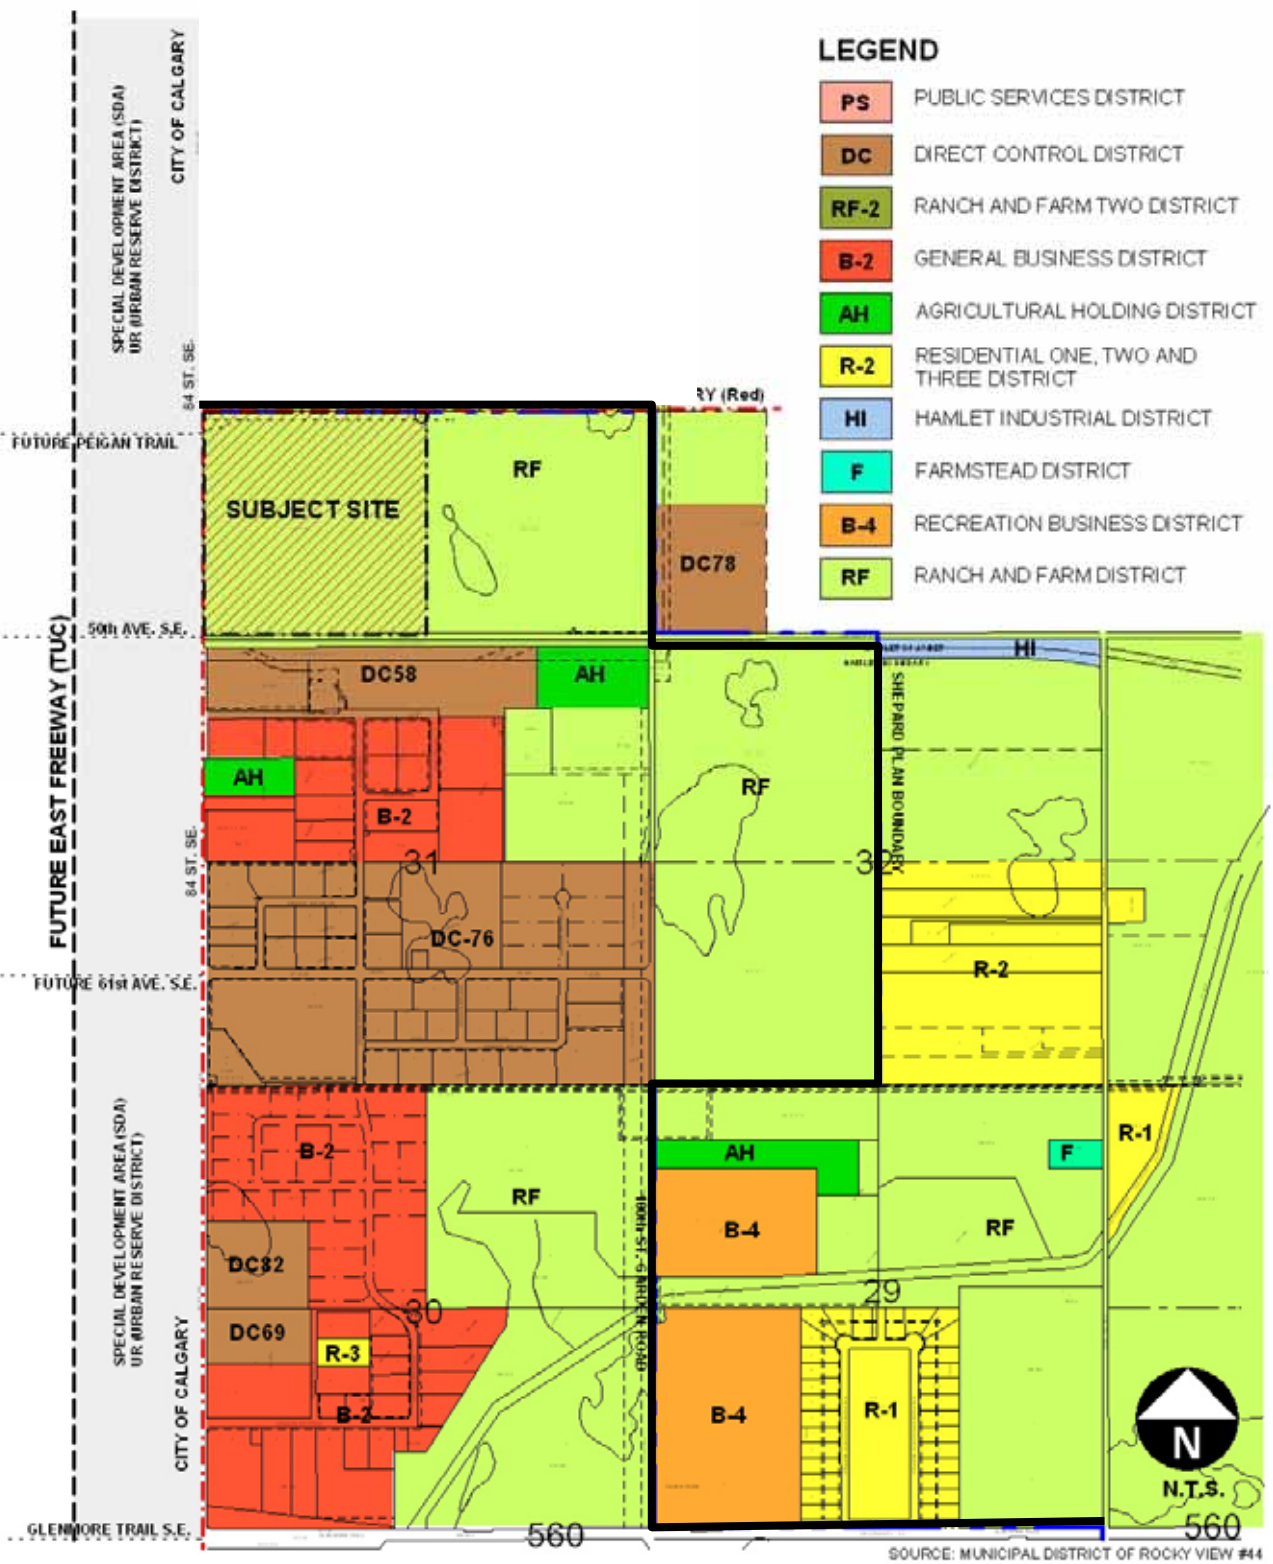 LEGEND
PS PUBLIC SERVICES DISTRICT
DC DIRECT CONTROL DISTRICT
RF-2 RANCH AND FARM TWO DISTRICT
B-2 GENERAL BUSINESS DISTRICT
AH AGRICULTURAL HOLDING DISTRICT
R-2 RESIDENTIAL ONE, TWO AND
THREE DISTRICT
HI HAMLET INDUSTRIAL DISTRICT
F FARMSTEAD DISTRICT
B-4 RECREATION BUSINESS DISTRICT
RF RANCH AND FARM DISTRICT
SPECIAL DEVELOPMENT AREA (SDA)
UR (URBAN RESERVE DISTRICT)
CITY OF CALGARY
84 ST. SE.
RY (Red)
FUTURE PEIGAN TRAIL
RF
SUBJECT SITE
DC78
50th AVE. S.E.
HI
FUTURE EAST FREEWAY (TUC)
DC58
AH
SHEPARD PLAN BOUNDARY
AH
RF
B-2
84 ST. SE.
31
32
DC-76
R-2
FUTURE 61st AVE. S.E.
SPECIAL DEVELOPMENT AREA (SDA)
UR (URBAN RESERVE DISTRICT)
CITY OF CALGARY
B-2
AH
F
R-1
RF
100th ST. GARDEN ROAD
B-4
RF
DC82
30
29
DC69
R-3
B-2
B-4
R-1
N
N.T.S.
GLENMORE TRAIL S.E.
560
560
SOURCE: MUNICIPAL DISTRICT OF ROCKY VIEW #44